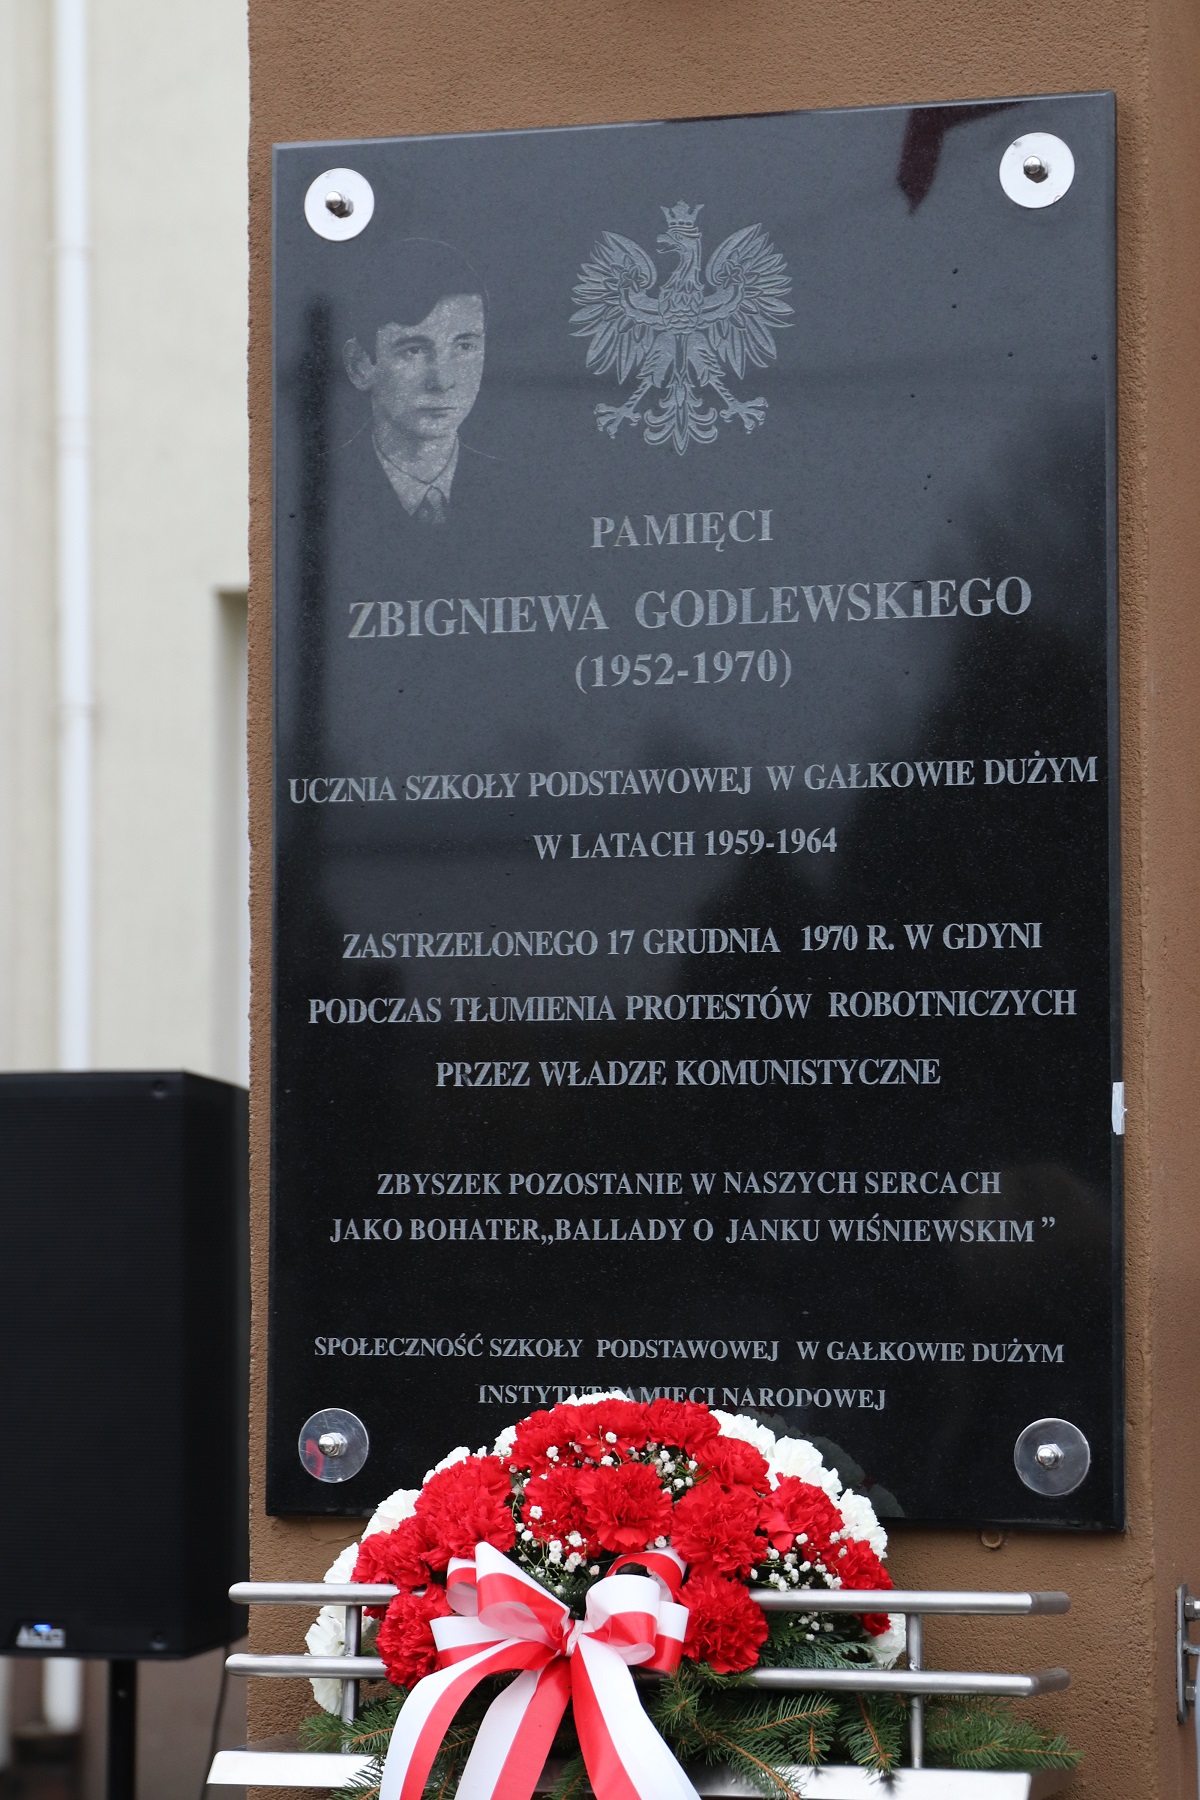 PAMIĘCI
ZBIGNIEWA GODLEWSKiEGO
(1952-1970)
UCZNIA SZKOŁY PODSTAWOWEJ W GAŁKOWIE DUŻYM
W LATACH 1959-1964
ZASTRZELONEGO 17 GRUDNIA 1970 R. W GDYNI
PODCZAS TŁUMIENIA PROTESTÓW ROBOTNICZYCH
PRZEZ WŁADZE KOMUNISTYCZNE
ZBYSZEK POZOSTANIE W NASZYCH SERCACH
JAKO BOHATER„BALLADY O JANKU WIŚNIEWSKIM”
SPOŁECZNOŚĆ SZKOŁY PODSTAWOWEJ W GAŁKOWIE DUŻYM
INSTYTUT PAMIĘCI NARODOWEJ